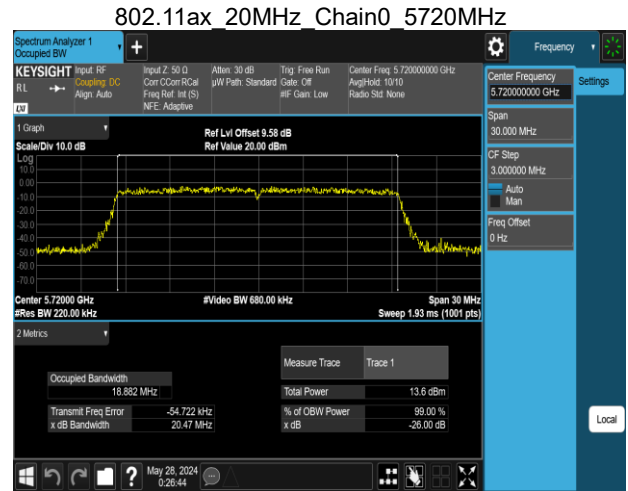 802.11ax_20MHz_Chain0_5720MHz
Spectrum Analyzer 1
Occupied BW
Frequency
KEYSIGHT
RL
LXI
Input: RF
Coupling: DC
Align: Auto
Input Z: 50 Ω
Corr CCorr RCal
Freq Ref: Int (S)
NFE: Adaptive
Atten: 30 dB
µW Path: Standard
Trig: Free Run
Gate: Off
#IF Gain: Low
Center Freq: 5.720000000 GHz
Avg|Hold: 10/10
Radio Std: None
Center Frequency
5.720000000 GHz
Settings
Span
30.000 MHz
CF Step
3.000000 MHz
Auto
Man
Freq Offset
0 Hz
Local
1 Graph
Scale/Div 10.0 dB
Ref Lvl Offset 9.58 dB
Ref Value 20.00 dBm
Log
10.0
0.00
-10.0
-20.0
-30.0
-40.0
-50.0
-60.0
-70.0
Center 5.72000 GHz
#Res BW 220.00 kHz
#Video BW 680.00 kHz
Span 30 MHz
Sweep 1.93 ms (1001 pts)
2 Metrics
Measure Trace Trace 1
Occupied Bandwidth
18.882 MHz
Total Power 13.6 dBm
Transmit Freq Error -54.722 kHz
% of OBW Power 99.00 %
x dB Bandwidth 20.47 MHz
x dB -26.00 dB
?
May 28, 2024
0:26:44